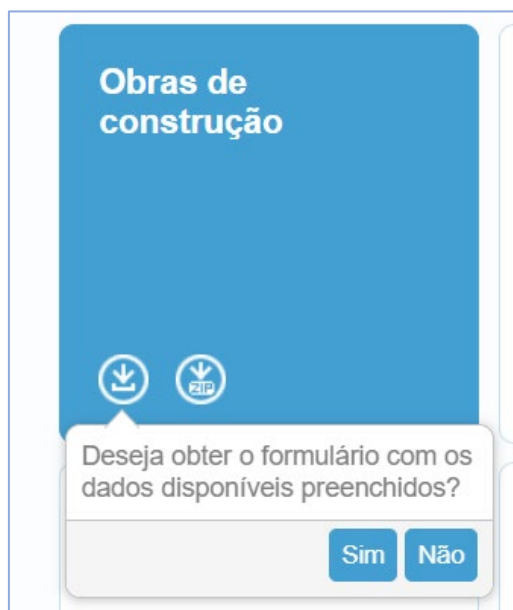 Obras de
construção
ZIP
Deseja obter o formulário com os
dados disponíveis preenchidos?
Sim Não